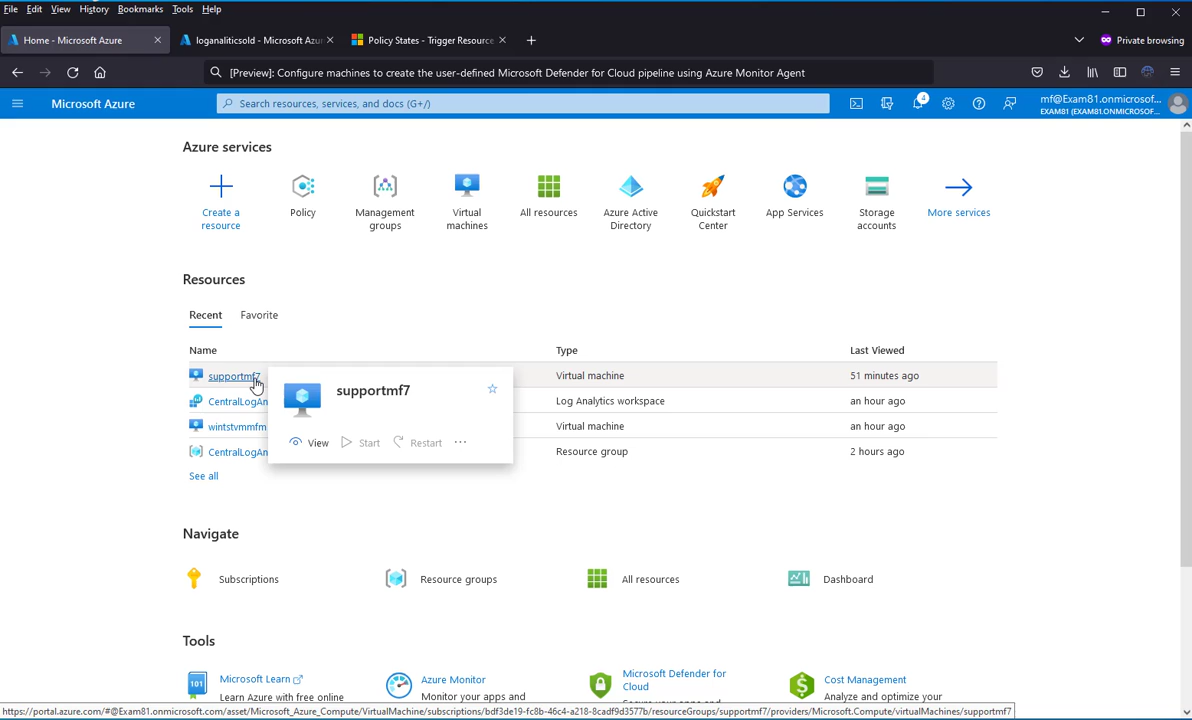 File Edit View History Bookmarks Tools Help
Home - Microsoft Azure
loganaliticsold - Microsoft Azu
Policy States - Trigger Resource
Private browsing
[Preview]: Configure machines to create the user-defined Microsoft Defender for Cloud pipeline using Azure Monitor Agent
Microsoft Azure
Search resources, services, and docs (G+/)
4
mf@Exam81.onmicrosof...
EXAM81 (EXAM81.ONMICROSOF...
Azure services
Create a resource
Policy
Management groups
Virtual machines
All resources
Azure Active Directory
Quickstart Center
App Services
Storage accounts
More services
Resources
Recent Favorite
Name Type Last Viewed
supportmf7 Virtual machine 51 minutes ago
CentralLogAn Log Analytics workspace an hour ago
wintstvmmfm Virtual machine an hour ago
CentralLogAn Resource group 2 hours ago
supportmf7
View Start Restart ...
See all
Navigate
Subscriptions Resource groups All resources Dashboard
Tools
101
Microsoft Learn
Learn Azure with free online
Azure Monitor
Monitor your apps and
Microsoft Defender for Cloud
Cost Management
Analyze and optimize your
https://portal.azure.com/#@Exam81.onmicrosoft.com/asset/Microsoft_Azure_Compute/VirtualMachine/subscriptions/bdf3de19-fc8b-46c4-a218-8cadf9d3577b/resourceGroups/supportmf7/providers/Microsoft.Compute/virtualMachines/supportmf7